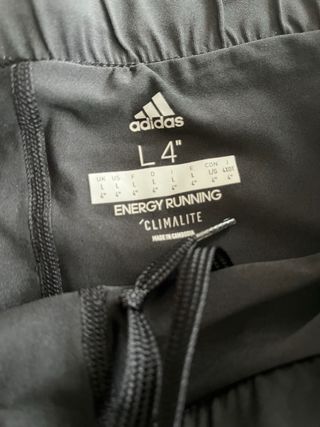 adidas
L 4"
UK US F D I E CON J
L L L L L L L/G
4" 4" 4" 4" 4" 4" 4" 4"
ENERGY RUNNING
CLIMALITE
MADE IN CAMBODIA